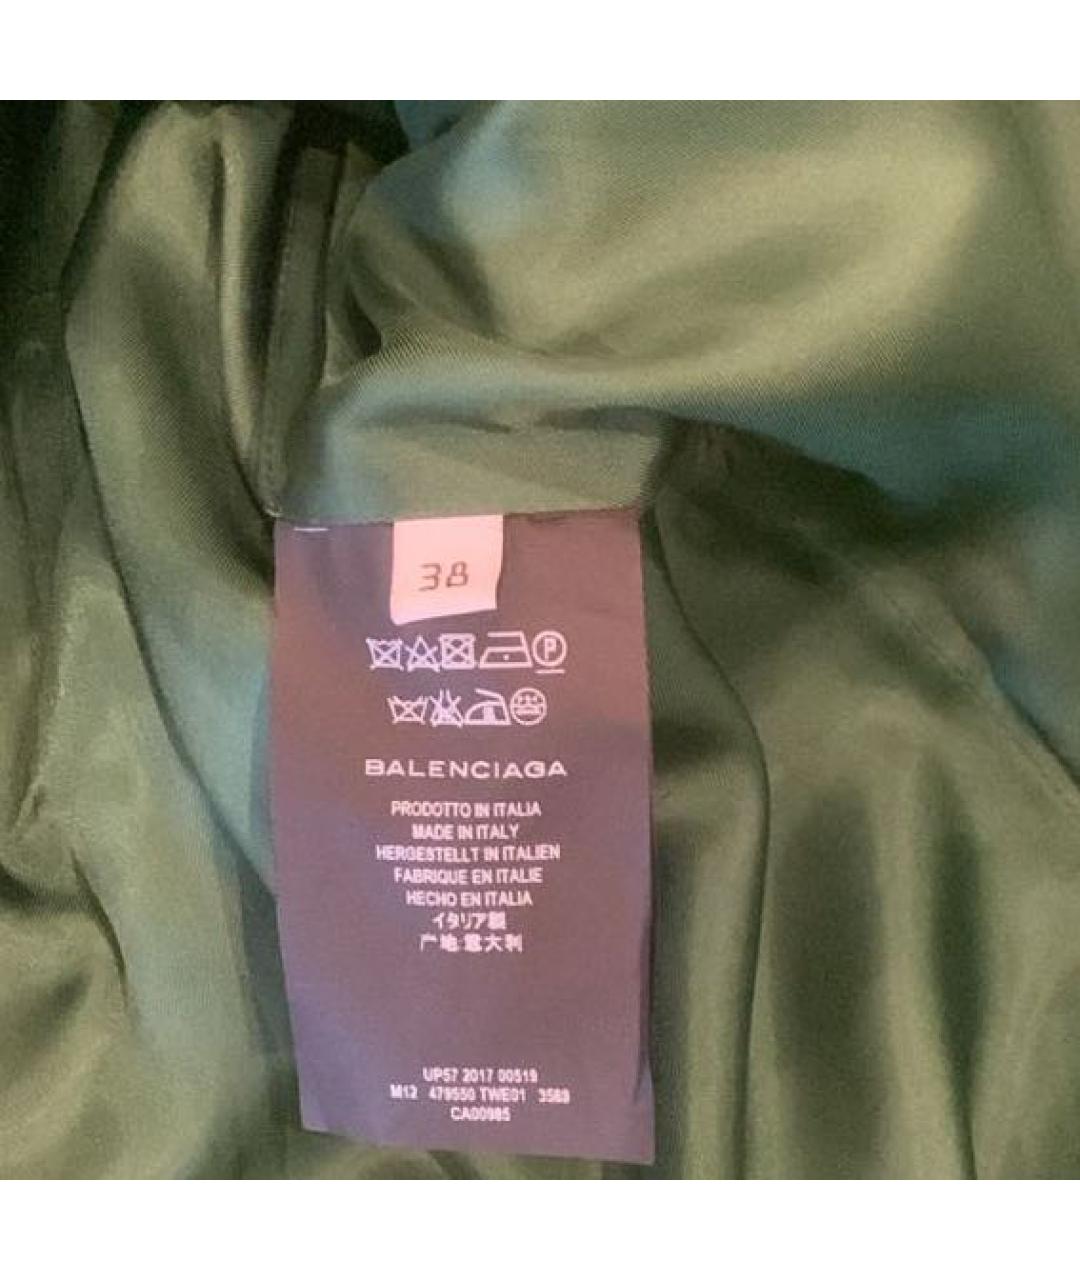 38
P
BALENCIAGA
PRODOTTO IN ITALIA
MADE IN ITALY
HERGESTELLT IN ITALIEN
FABRIQUE EN ITALIE
HECHO EN ITALIA
イタリア製
产地:意大利
UP57 2017 00519
M12 479550 TWE01 3589
CA00985